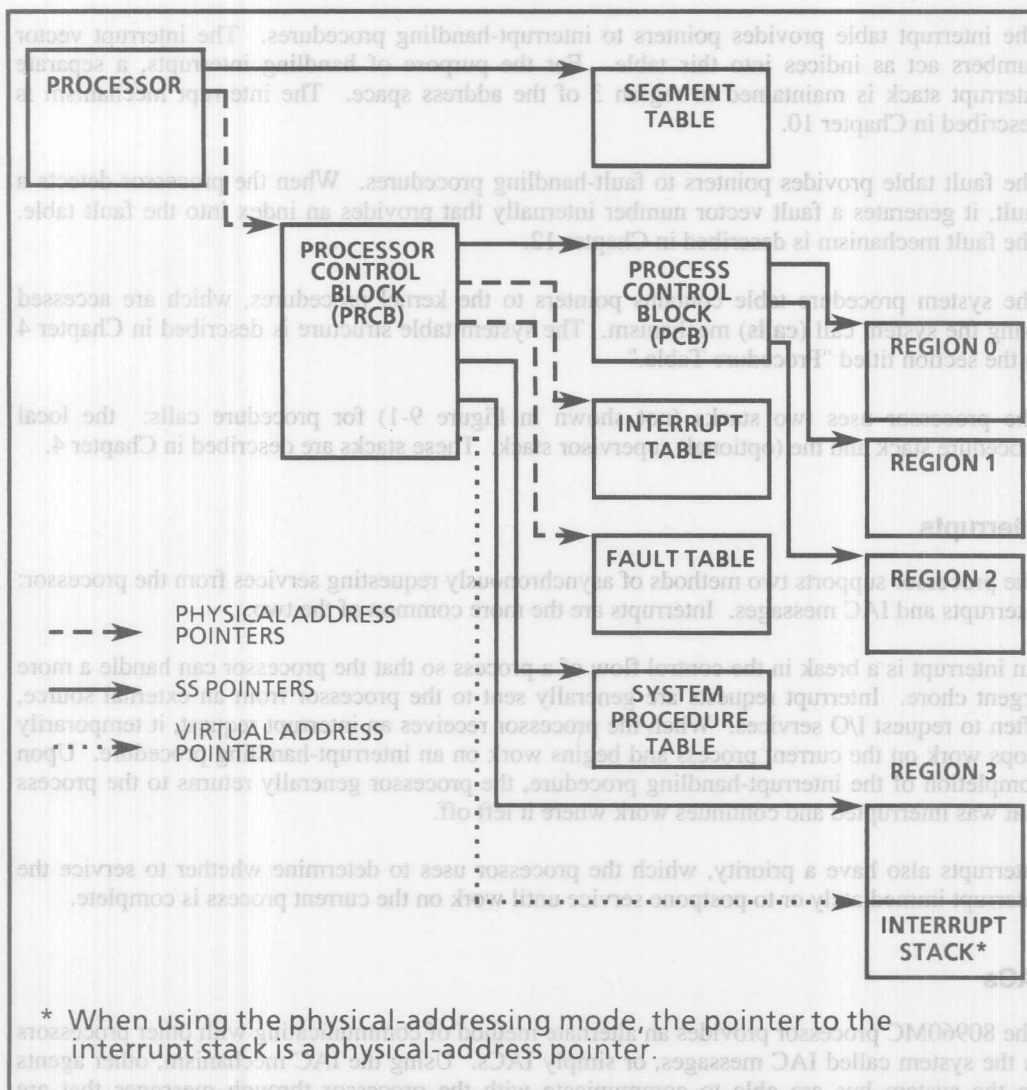 PROCESSOR
SEGMENT
TABLE
PROCESSOR
CONTROL
BLOCK
(PRCB)
PROCESS
CONTROL
BLOCK
(PCB)
REGION 0
INTERRUPT
TABLE
REGION 1
FAULT TABLE
REGION 2
PHYSICAL ADDRESS
POINTERS
SS POINTERS
VIRTUAL ADDRESS
POINTER
SYSTEM
PROCEDURE
TABLE
REGION 3
INTERRUPT
STACK*
* When using the physical-addressing mode, the pointer to the
interrupt stack is a physical-address pointer.